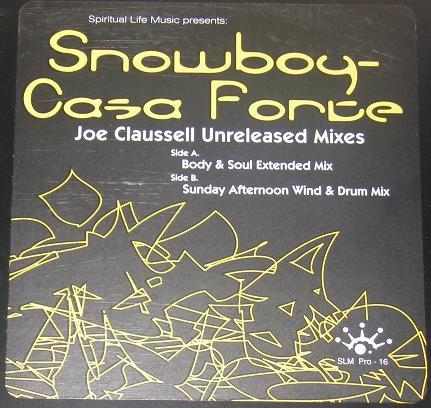 Spiritual Life Music presents:
Snowboy-
Casa Forte
Joe Claussell Unreleased Mixes
Side A.
Body & Soul Extended Mix
Side B.
Sunday Afternoon Wind & Drum Mix
SLM Pro - 16